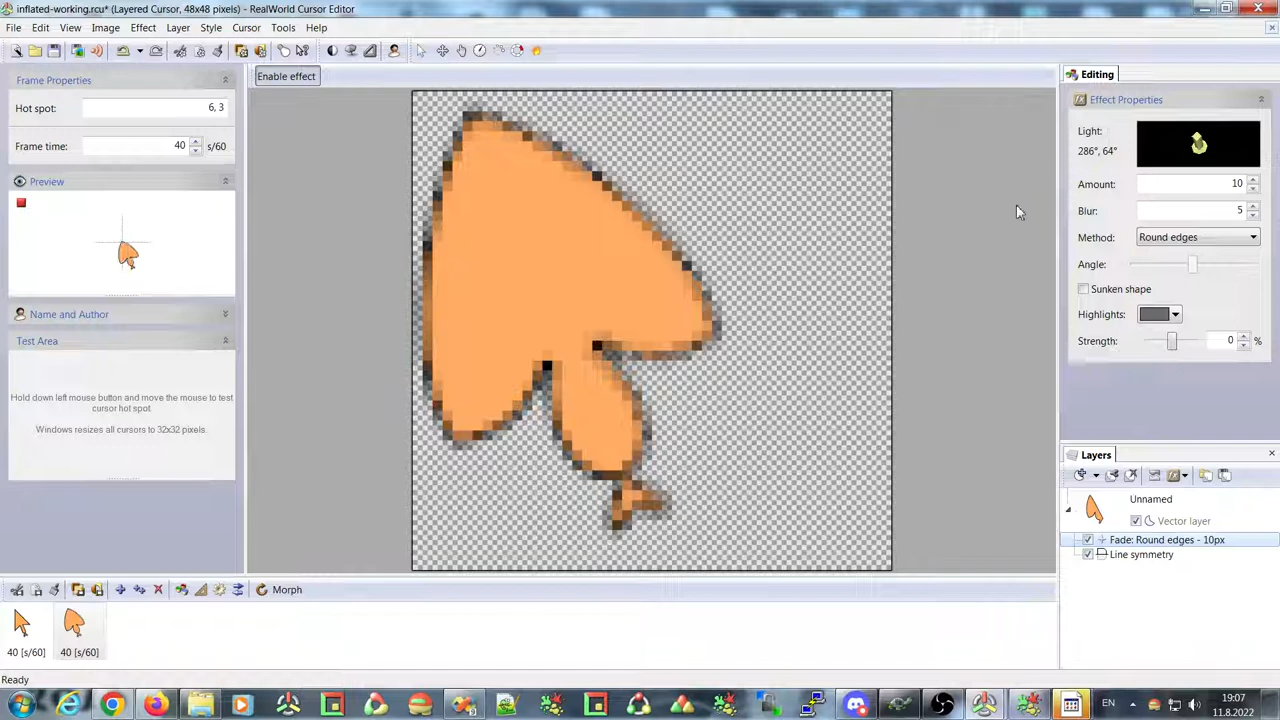 inflated-working.rcu* (Layered Cursor, 48x48 pixels) - RealWorld Cursor Editor
File Edit View Image Effect Layer Style Cursor Tools Help
Frame Properties
Hot spot: 6, 3
Frame time: 40 s/60
Preview
Name and Author
Test Area
Hold down left mouse button and move the mouse to test cursor hot spot.
Windows resizes all cursors to 32x32 pixels.
Enable effect
Editing
Effect Properties
Light:
286°, 64°
Amount: 10
Blur: 5
Method: Round edges
Angle:
Sunken shape
Highlights:
Strength: 0 %
Layers
Unnamed
Vector layer
Fade: Round edges - 10px
Line symmetry
Morph
40 [s/60] 40 [s/60]
Ready
EN 19:07
11.8.2022